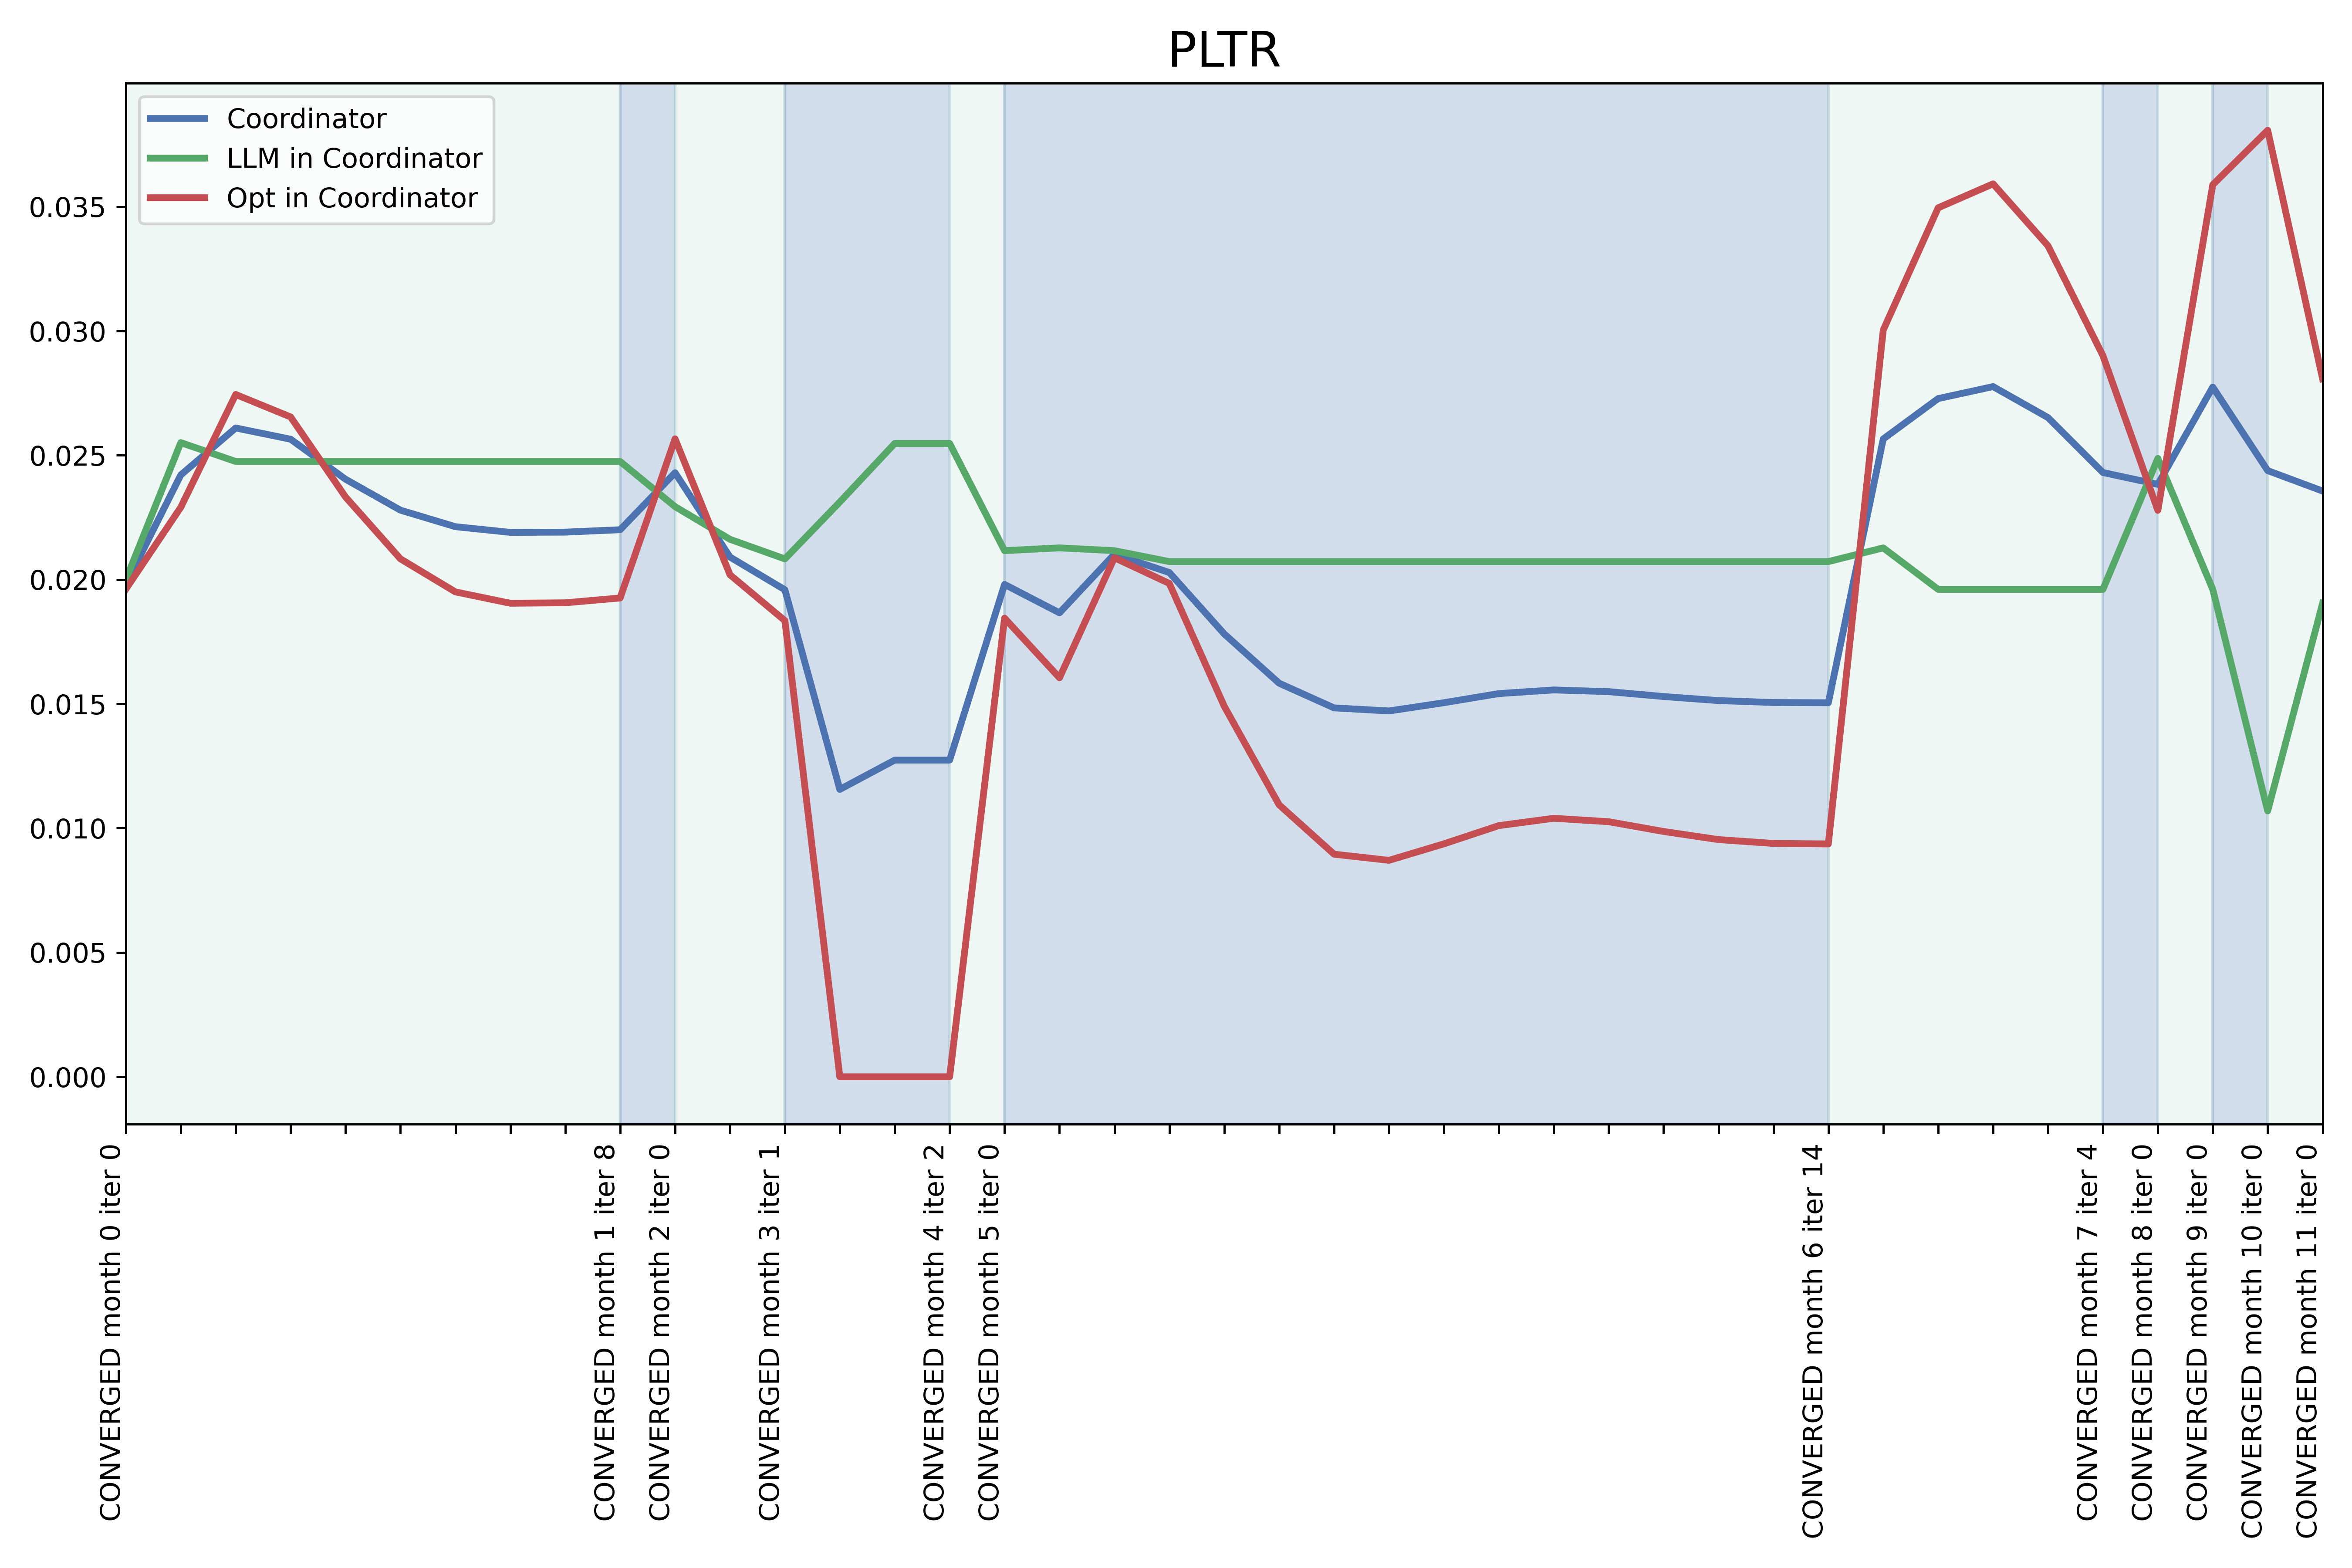 PLTR
Coordinator
LLM in Coordinator
Opt in Coordinator
0.035
0.030
0.025
0.020
0.015
0.010
0.005
0.000
CONVERGED month 0 iter 0
CONVERGED month 1 iter 8
CONVERGED month 2 iter 0
CONVERGED month 3 iter 1
CONVERGED month 4 iter 2
CONVERGED month 5 iter 0
CONVERGED month 6 iter 14
CONVERGED month 7 iter 4
CONVERGED month 8 iter 0
CONVERGED month 9 iter 0
CONVERGED month 10 iter 0
CONVERGED month 11 iter 0